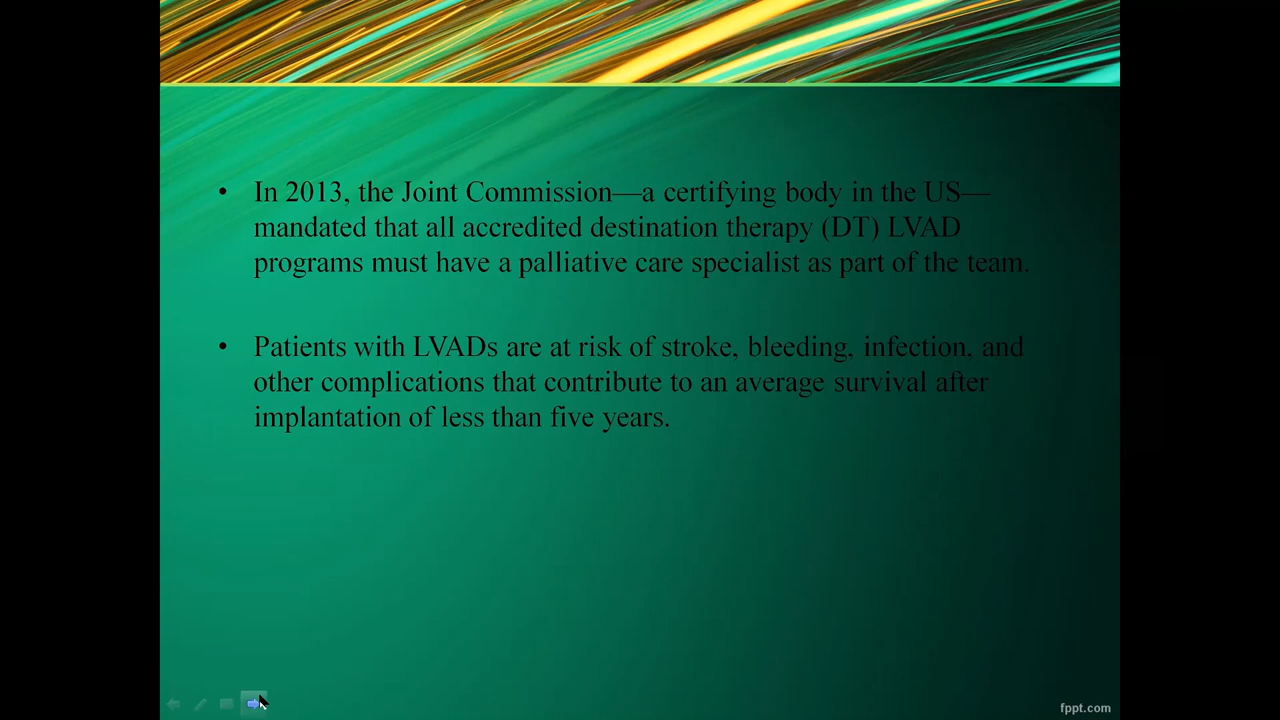 • In 2013, the Joint Commission—a certifying body in the US—
mandated that all accredited destination therapy (DT) LVAD
programs must have a palliative care specialist as part of the team.
• Patients with LVADs are at risk of stroke, bleeding, infection, and
other complications that contribute to an average survival after
implantation of less than five years.
fppt.com